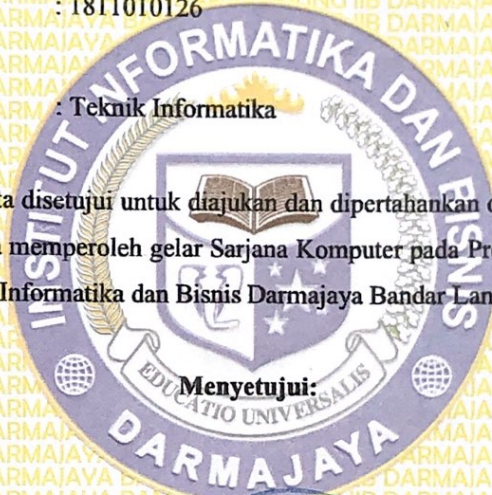 : 1811010126
: Teknik Informatika
disetujui untuk diajukan dan dipertahankan
memperoleh gelar Sarjana Komputer pada
Informatika dan Bisnis Darmajaya Bandar
Menyetujui:
INSTITUT INFORMATIKA DAN BISNIS
EDUCATIO UNIVERSALIS
DARMAJAYA